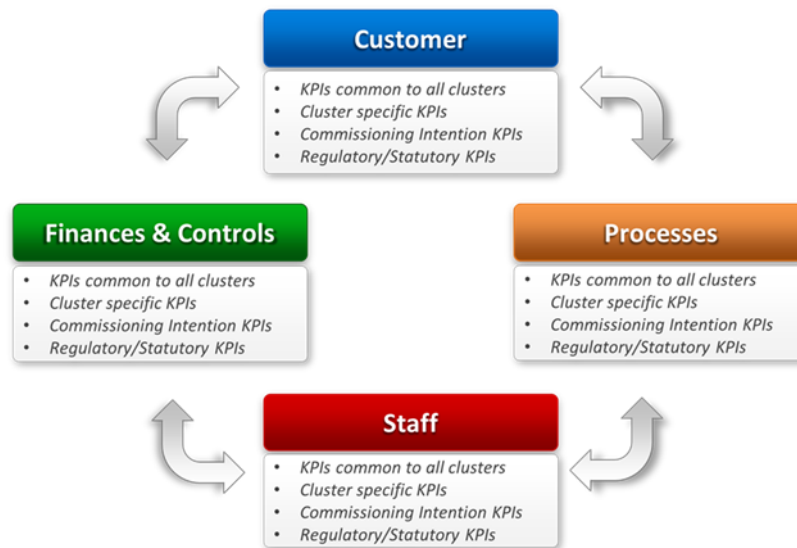 Customer
• KPIs common to all clusters
• Cluster specific KPIs
• Commissioning Intention KPIs
• Regulatory/Statutory KPIs
Finances & Controls
• KPIs common to all clusters
• Cluster specific KPIs
• Commissioning Intention KPIs
• Regulatory/Statutory KPIs
Processes
• KPIs common to all clusters
• Cluster specific KPIs
• Commissioning Intention KPIs
• Regulatory/Statutory KPIs
Staff
• KPIs common to all clusters
• Cluster specific KPIs
• Commissioning Intention KPIs
• Regulatory/Statutory KPIs